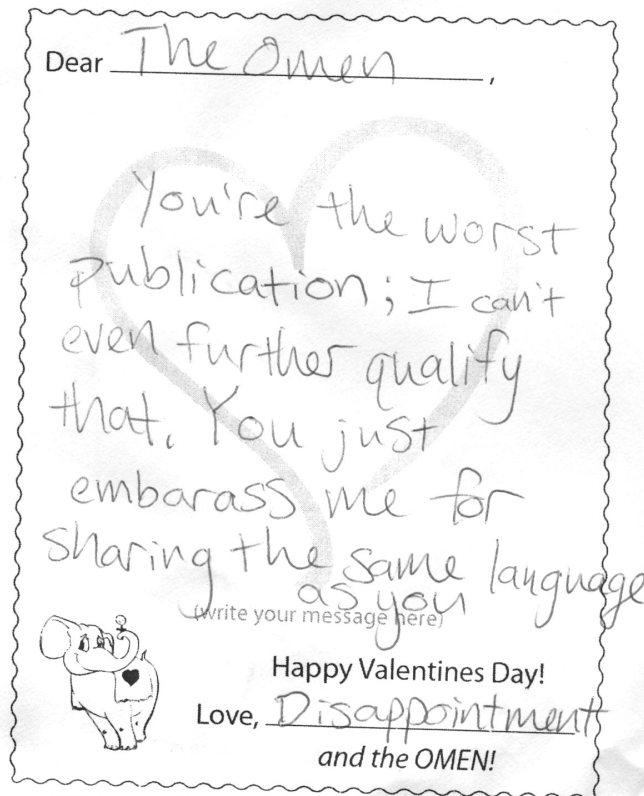 Dear The Omen,
You're the worst
publication; I can't
even further qualify
that. You just
embarass me for
sharing the same language
as you
(write your message here)
Happy Valentines Day!
Love, Disappointment
and the OMEN!